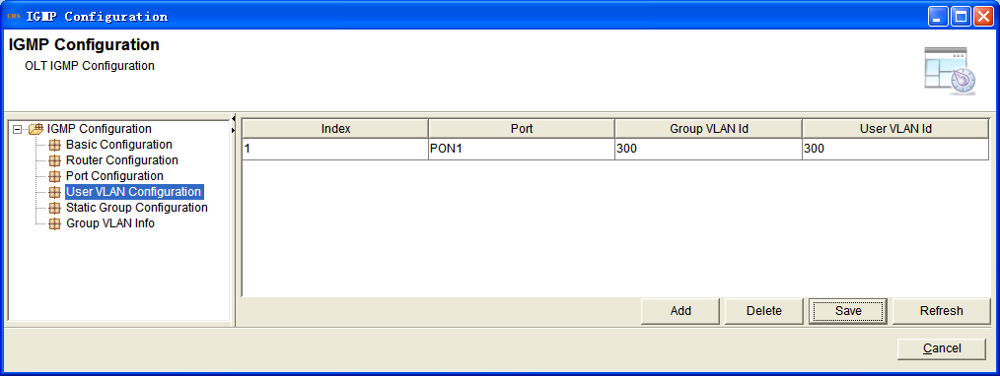 EMS IGMP Configuration
IGMP Configuration
OLT IGMP Configuration
IGMP Configuration
Basic Configuration
Router Configuration
Port Configuration
User VLAN Configuration
Static Group Configuration
Group VLAN Info
Index Port Group VLAN Id User VLAN Id
1 PON1 300 300
Add Delete Save Refresh
Cancel